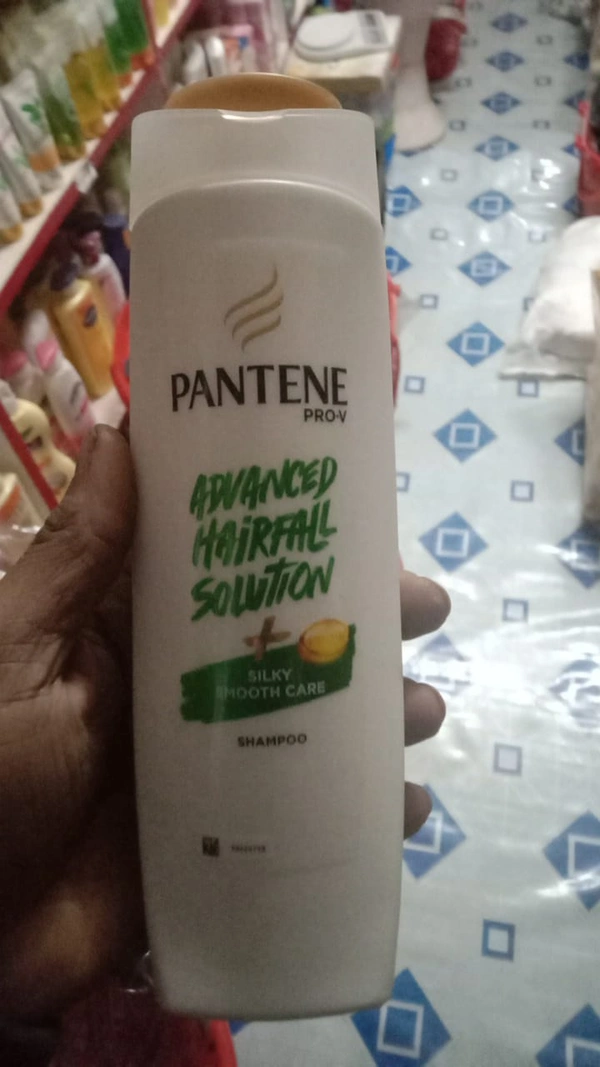 PANTENE
PRO-V
ADVANCED
HAIRFALL
SOLUTION
+
SILKY
SMOOTH CARE
SHAMPOO